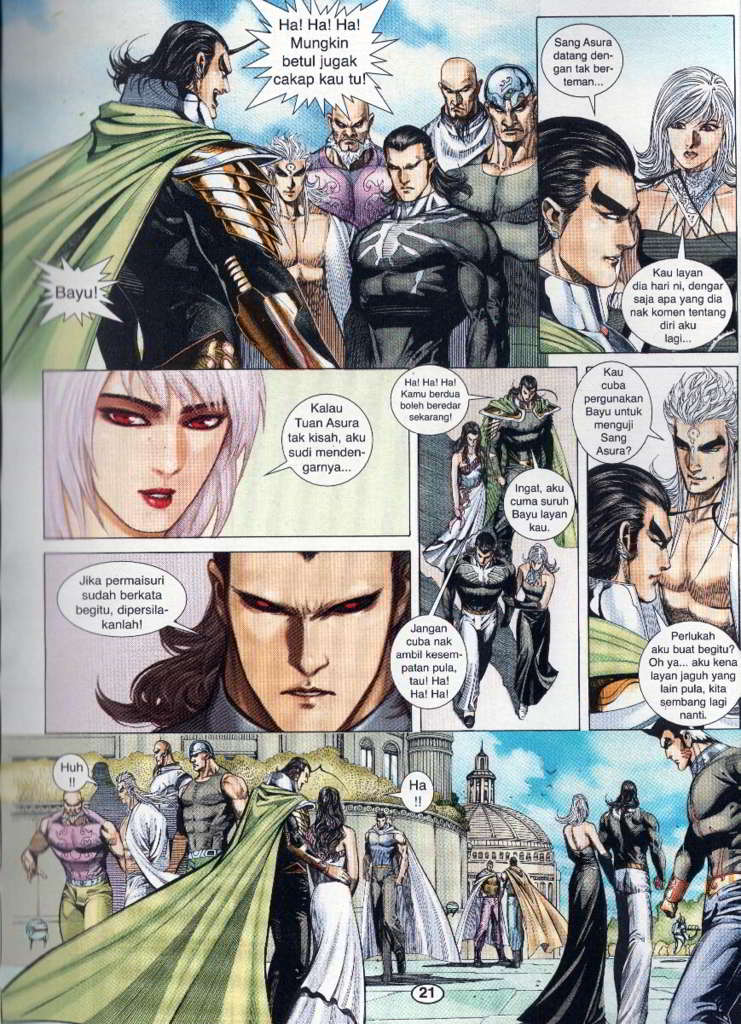 Ha! Ha! Ha!
Mungkin
betul jugak
cakap kau tu!
Bayu!
Sang Asura
datang den-
gan tak ber-
teman...
Kau layan
dia hari ni, dengar
saja apa yang dia
nak komen tentang
diri aku
lagi...
Kalau
Tuan Asura
tak kisah, aku
sudi menden-
garnya...
Jika permaisuri
sudah berkata
begitu, dipersila-
kanlah!
Ha! Ha! Ha!
Kamu berdua
boleh beredar
sekarang!
Ingat, aku
cuma suruh
Bayu layan
kau.
Jangan
cuba nak
ambil kesem-
patan pula,
tau! Ha!
Ha! Ha!
Kau
cuba
pergunakan
Bayu untuk
menguji
Sang
Asura?
Perlukah
aku buat begitu?
Oh ya... aku kena
layan jaguh yang
lain pula, kita
sembang lagi
nanti.
Huh
!!
Ha
!!
21